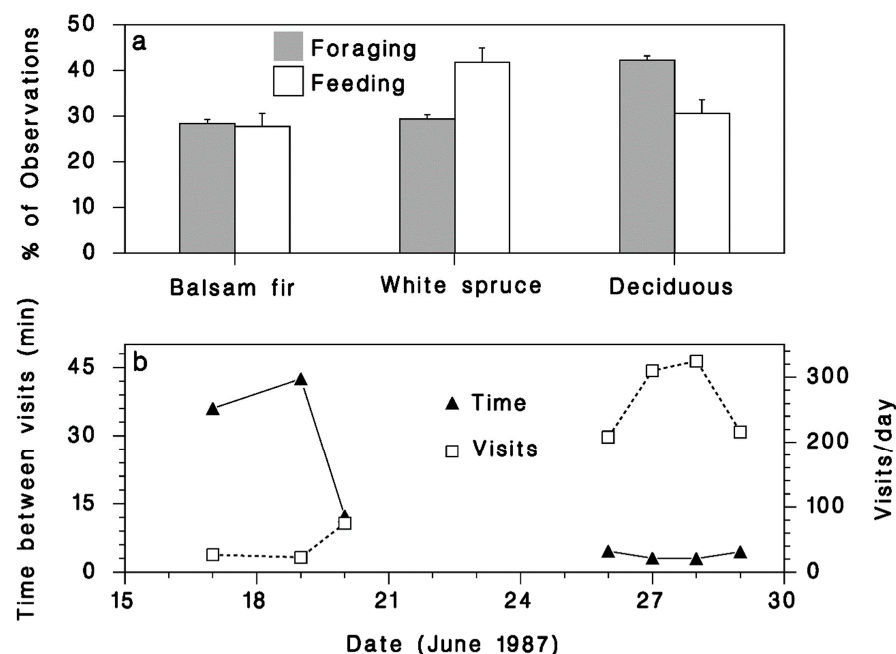 % of Observations
50
40
30
20
10
0
a
Foraging
Feeding
Balsam fir
White spruce
Deciduous
Time between visits (min)
45
30
15
0
b
Time
Visits
300
200
100
0
Visits/day
15
18
21
24
27
30
Date (June 1987)